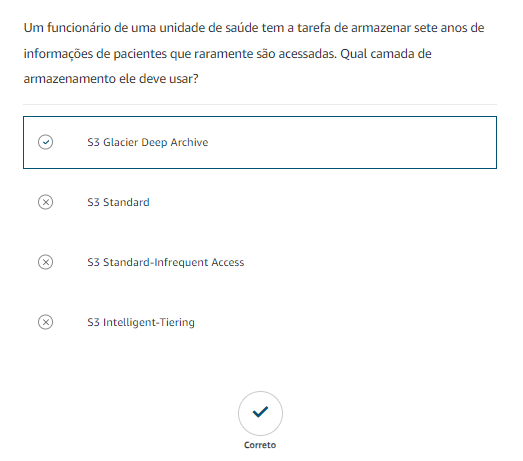 Um funcionário de uma unidade de saúde tem a tarefa de armazenar sete anos de
informações de pacientes que raramente são acessadas. Qual camada de
armazenamento ele deve usar?
S3 Glacier Deep Archive
S3 Standard
S3 Standard-Infrequent Access
S3 Intelligent-Tiering
Correto